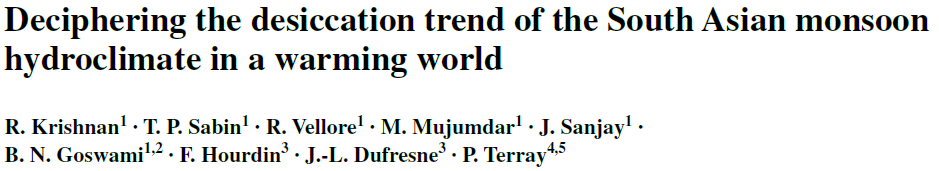 Deciphering the desiccation trend of the South Asian monsoon
hydroclimate in a warming world
R. Krishnan¹ · T. P. Sabin¹ · R. Vellore¹ · M. Mujumdar¹ · J. Sanjay¹ ·
B. N. Goswami¹,² · F. Hourdin³ · J.-L. Dufresne³ · P. Terray⁴,⁵